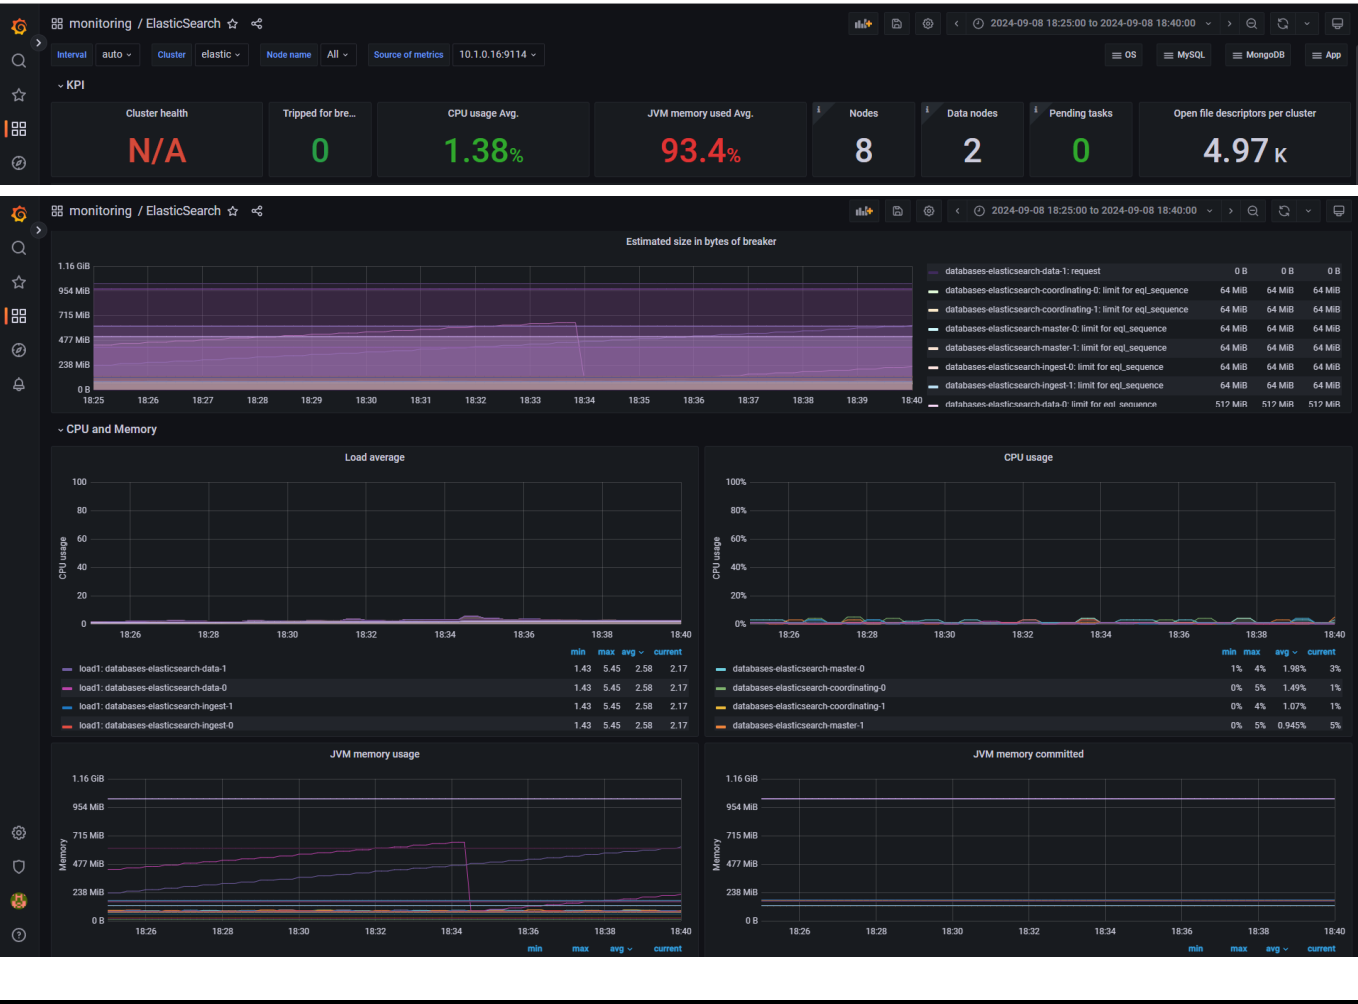 monitoring / ElasticSearch
2024-09-08 18:25:00 to 2024-09-08 18:40:00
Interval auto Cluster elastic Node name All Source of metrics 10.1.0.16:9114
OS MySQL MongoDB App
KPI
Cluster health
N/A
Tripped for bre...
0
CPU usage Avg.
1.38%
JVM memory used Avg.
93.4%
Nodes
8
Data nodes
2
Pending tasks
0
Open file descriptors per cluster
4.97 K
monitoring / ElasticSearch
2024-09-08 18:25:00 to 2024-09-08 18:40:00
Estimated size in bytes of breaker
1.16 GiB
954 MiB
715 MiB
477 MiB
238 MiB
0 B
18:25 18:26 18:27 18:28 18:29 18:30 18:31 18:32 18:33 18:34 18:35 18:36 18:37 18:38 18:39 18:40
databases-elasticsearch-data-1: request 0 B 0 B 0 B
databases-elasticsearch-coordinating-0: limit for eql_sequence 64 MiB 64 MiB 64 MiB
databases-elasticsearch-coordinating-1: limit for eql_sequence 64 MiB 64 MiB 64 MiB
databases-elasticsearch-master-0: limit for eql_sequence 64 MiB 64 MiB 64 MiB
databases-elasticsearch-master-1: limit for eql_sequence 64 MiB 64 MiB 64 MiB
databases-elasticsearch-ingest-0: limit for eql_sequence 64 MiB 64 MiB 64 MiB
databases-elasticsearch-ingest-1: limit for eql_sequence 64 MiB 64 MiB 64 MiB
databases-elasticsearch-data-0: limit for eql_sequence 512 MiB 512 MiB 512 MiB
CPU and Memory
Load average
CPU usage
100
80
60
40
20
0
18:26 18:28 18:30 18:32 18:34 18:36 18:38 18:40
min max avg current
load1: databases-elasticsearch-data-1 1.43 5.45 2.58 2.17
load1: databases-elasticsearch-data-0 1.43 5.45 2.58 2.17
load1: databases-elasticsearch-ingest-1 1.43 5.45 2.58 2.17
load1: databases-elasticsearch-ingest-0 1.43 5.45 2.58 2.17
CPU usage
CPU usage
100%
80%
60%
40%
20%
0%
18:26 18:28 18:30 18:32 18:34 18:36 18:38 18:40
min max avg current
databases-elasticsearch-master-0 1% 4% 1.98% 3%
databases-elasticsearch-coordinating-0 0% 5% 1.49% 1%
databases-elasticsearch-coordinating-1 0% 4% 1.07% 1%
databases-elasticsearch-master-1 0% 5% 0.945% 5%
JVM memory usage
Memory
1.16 GiB
954 MiB
715 MiB
477 MiB
238 MiB
0 B
18:26 18:28 18:30 18:32 18:34 18:36 18:38 18:40
min max avg current
JVM memory committed
Memory
1.16 GiB
954 MiB
715 MiB
477 MiB
238 MiB
0 B
18:26 18:28 18:30 18:32 18:34 18:36 18:38 18:40
min max avg current